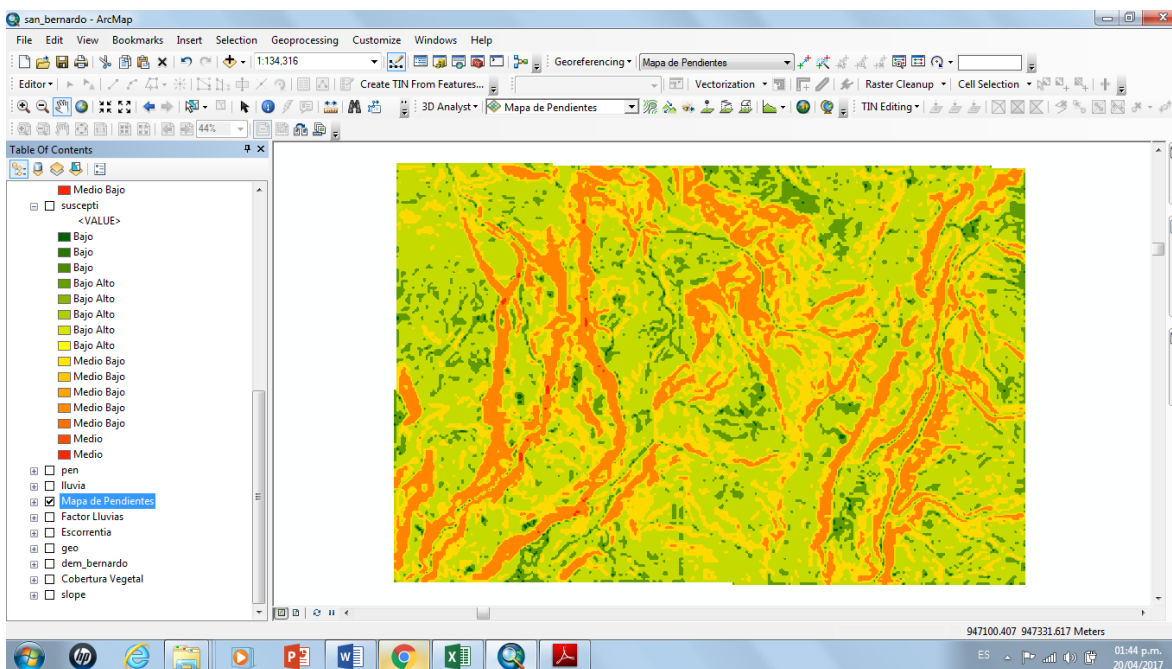 san_bernardo - ArcMap
File Edit View Bookmarks Insert Selection Geoprocessing Customize Windows Help
1:134,316 Georeferencing Mapa de Pendientes
Editor Create TIN From Features... Vectorization Raster Cleanup Cell Selection
3D Analyst Mapa de Pendientes TIN Editing
44%
Table Of Contents
Medio Bajo
suscepti
<VALUE>
Bajo
Bajo
Bajo
Bajo Alto
Bajo Alto
Bajo Alto
Bajo Alto
Bajo Alto
Medio Bajo
Medio Bajo
Medio Bajo
Medio Bajo
Medio Bajo
Medio
Medio
pen
lluvia
Mapa de Pendientes
Factor Lluvias
Escorrentia
geo
dem_bernardo
Cobertura Vegetal
slope
947100.407 947331.617 Meters
ES 01:44 p.m.